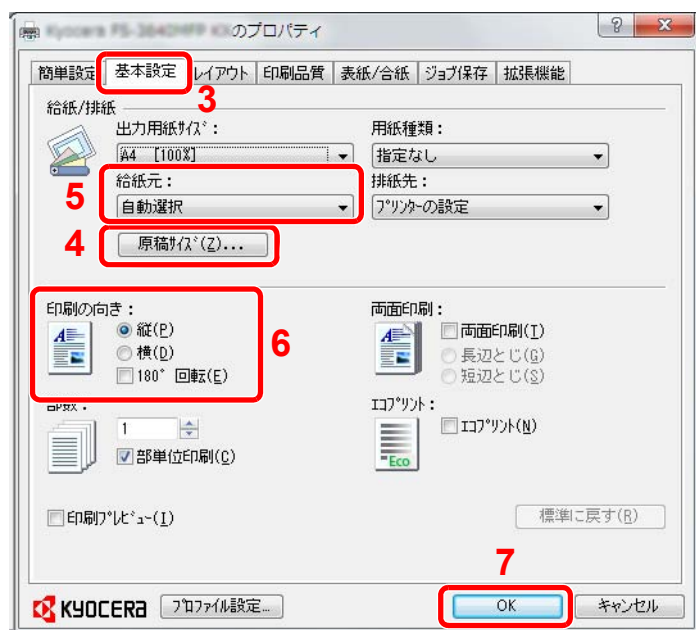 のプロパティ
簡単設定 基本設定 レイアウト 印刷品質 表紙/合紙 ジョブ保存 拡張機能
3
給紙/排紙
出力用紙ｻｲｽﾞ： 用紙種類：
A4 [100%] 指定なし
5 給紙元： 排紙先：
自動選択 ﾌﾟﾘﾝﾀｰの設定
4 原稿ｻｲｽﾞ(Z)...
印刷の向き： 両面印刷：
縦(P) 両面印刷(I)
横(D) 6 長辺とじ(G)
180° 回転(E) 短辺とじ(S)
部数： ｴｺﾌﾟﾘﾝﾄ：
1 ｴｺﾌﾟﾘﾝﾄ(N)
部単位印刷(C) Eco
印刷ﾌﾟﾚﾋﾞｭｰ(I) 標準に戻す(R)
7
KYOCERA ﾌﾟﾛﾌｧｲﾙ設定... OK キャンセル